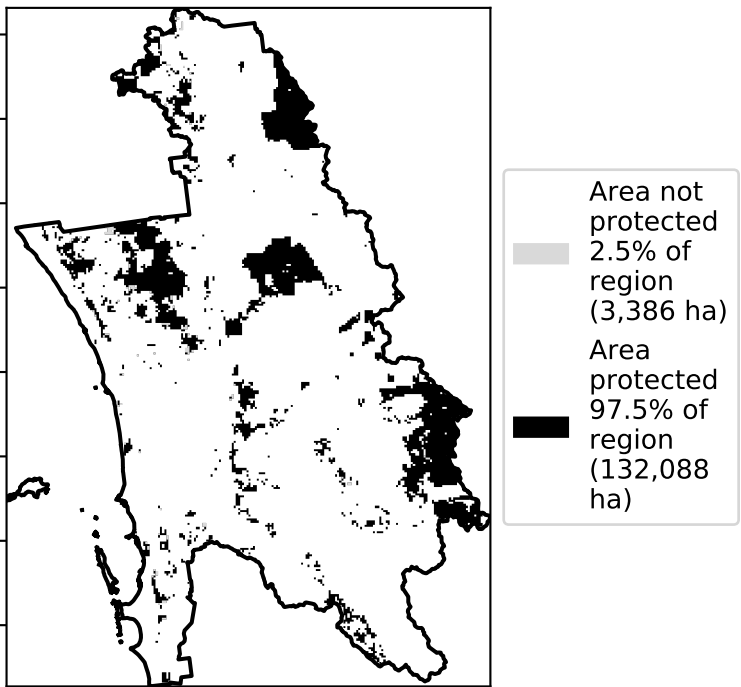 Area not
protected
2.5% of
region
(3,386 ha)
Area
protected
97.5% of
region
(132,088
ha)